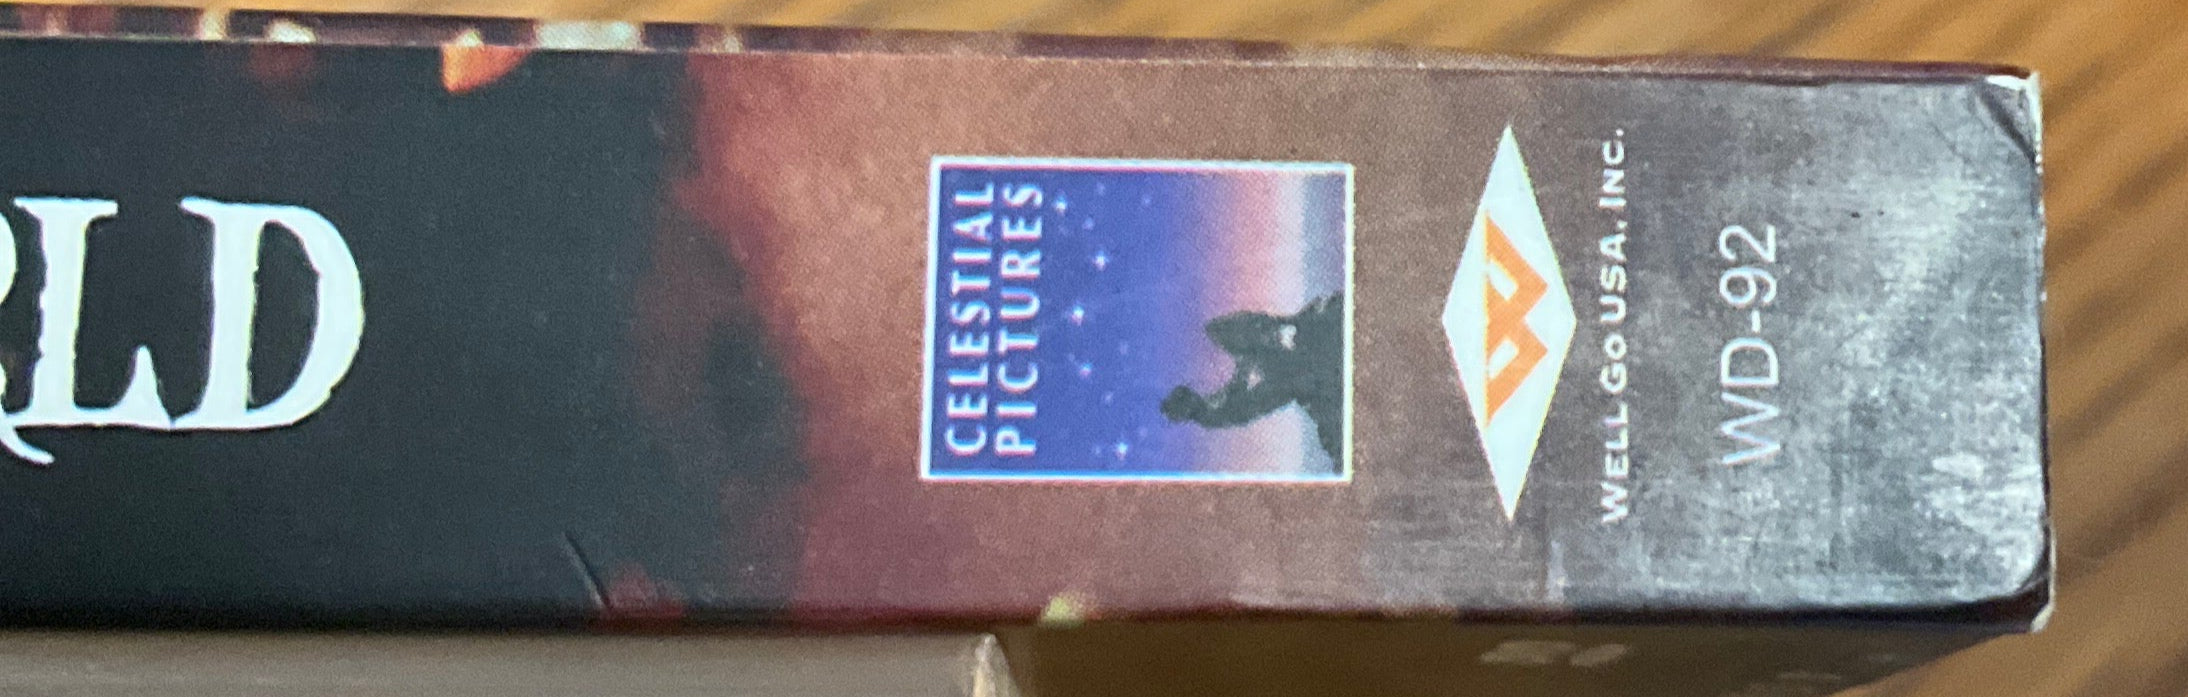 RLD
CELESTIAL
PICTURES
WELL GO USA, INC.
WD-92